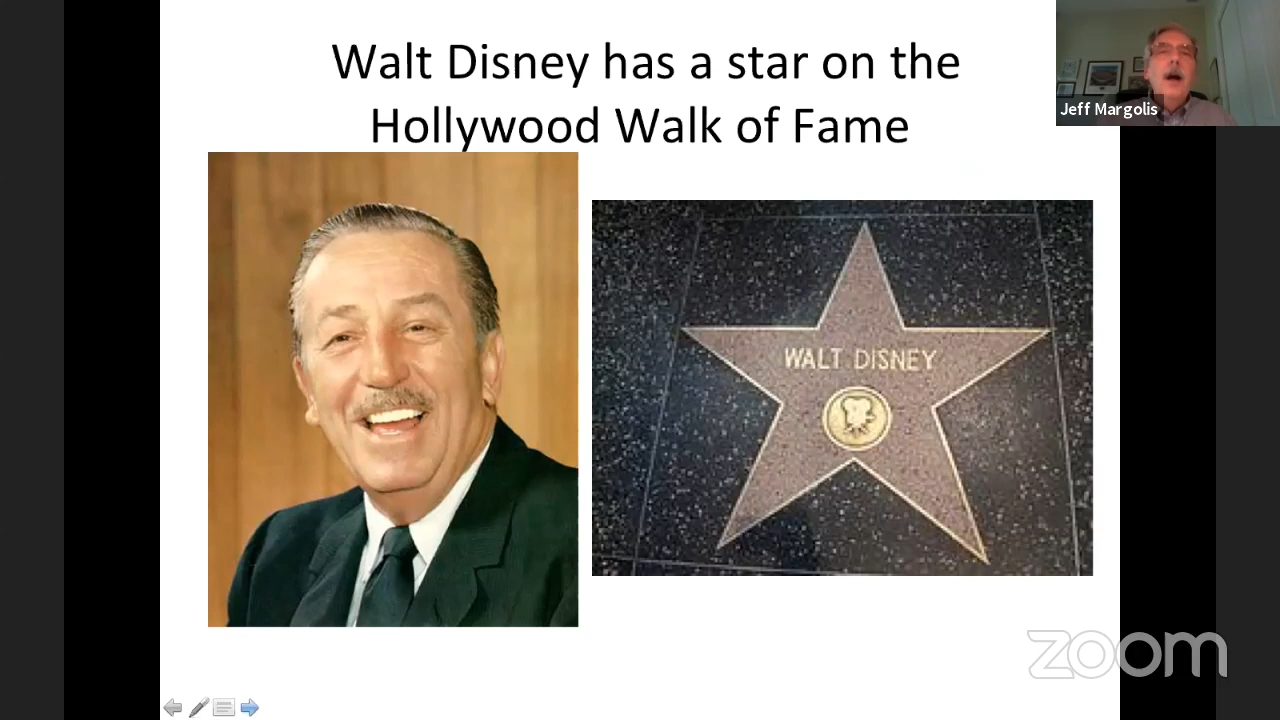 Walt Disney has a star on the
Hollywood Walk of Fame
Jeff Margolis
WALT DISNEY
zoom